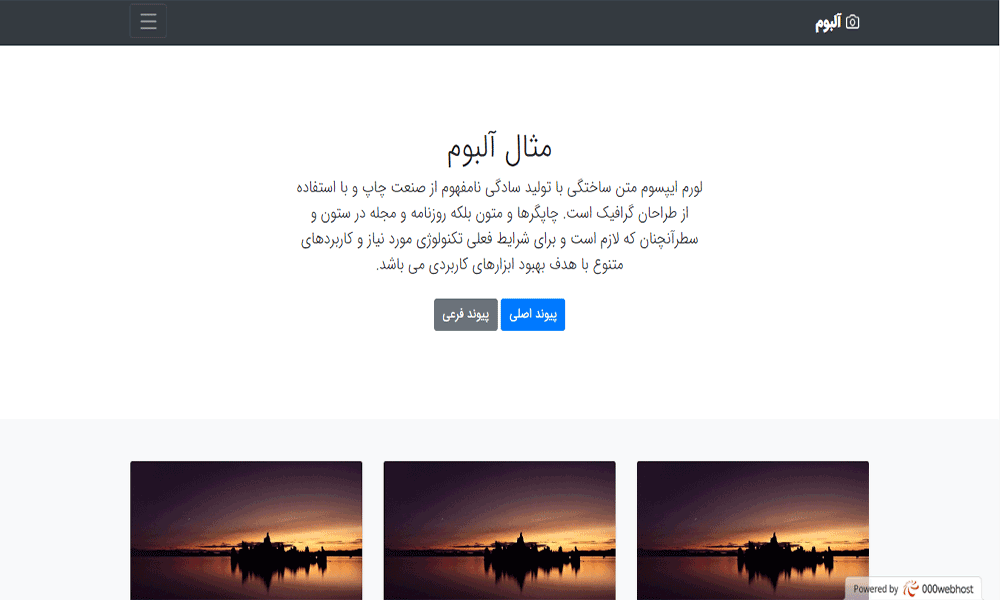 آلبوم
مثال آلبوم
لورم ایپسوم متن ساختگی با تولید سادگی نامفهوم از صنعت چاپ و با استفاده
از طراحان گرافیک است. چاپگرها و متون بلکه روزنامه و مجله در ستون و
سطرآنچنان که لازم است و برای شرایط فعلی تکنولوژی مورد نیاز و کاربردهای
متنوع با هدف بهبود ابزارهای کاربردی می باشد.
پیوند اصلی پیوند فرعی
Powered by 000webhost